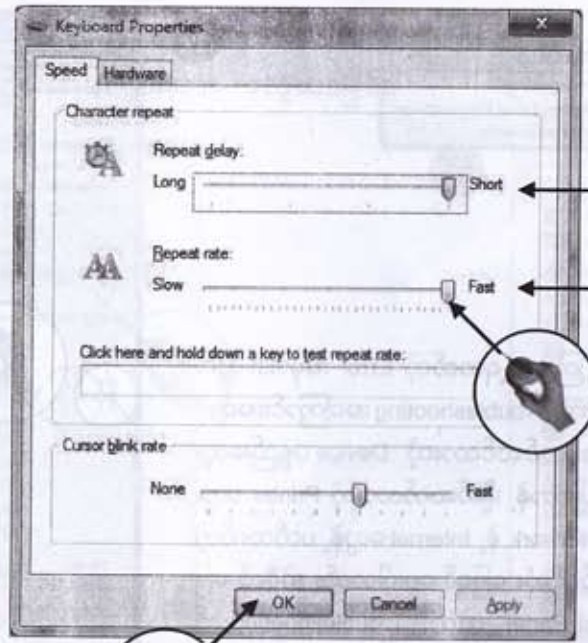 Keyboard Properties
Speed Hardware
Character repeat
Repeat delay:
Long Short
Repeat rate:
Slow Fast
Click here and hold down a key to test repeat rate:
Cursor blink rate
None Fast
OK Cancel Apply